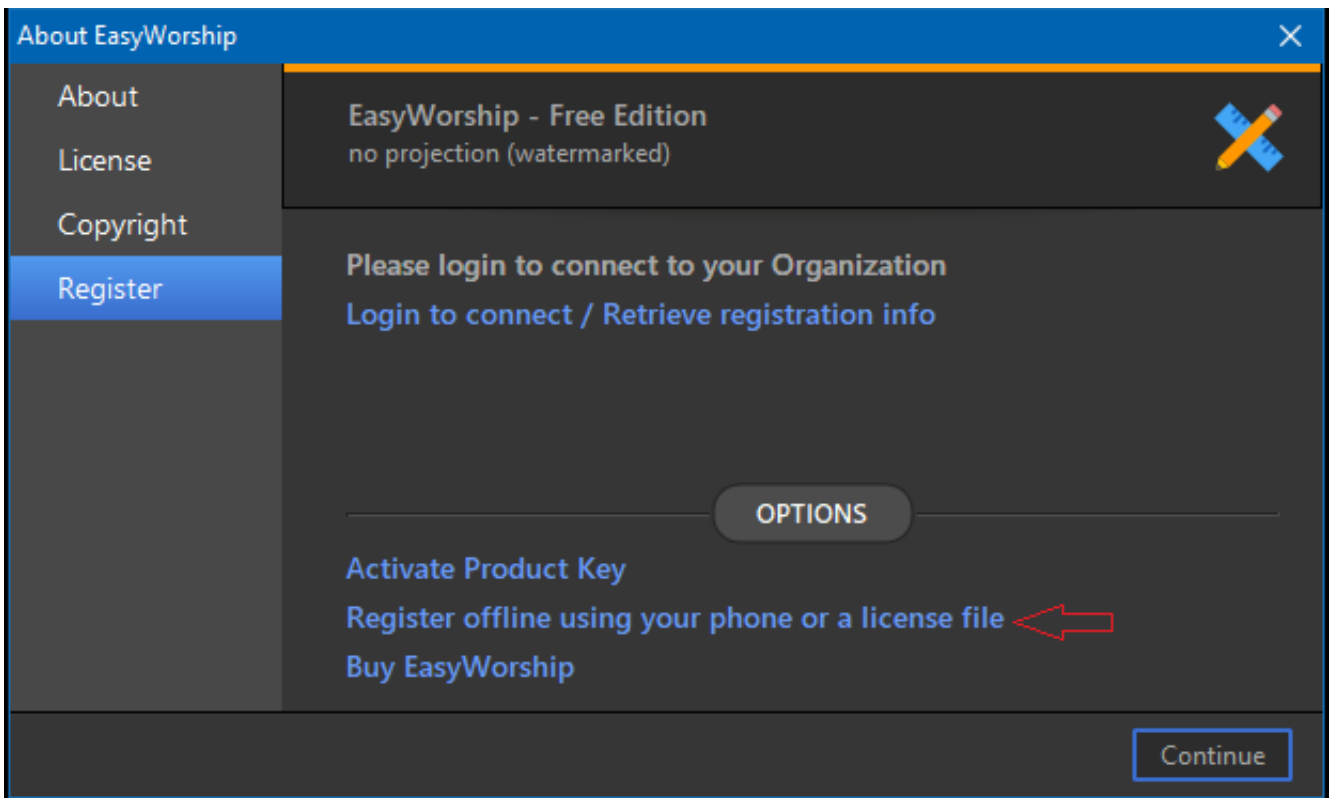 About EasyWorship
About
License
Copyright
Register
EasyWorship - Free Edition
no projection (watermarked)
Please login to connect to your Organization
Login to connect / Retrieve registration info
OPTIONS
Activate Product Key
Register offline using your phone or a license file
Buy EasyWorship
Continue